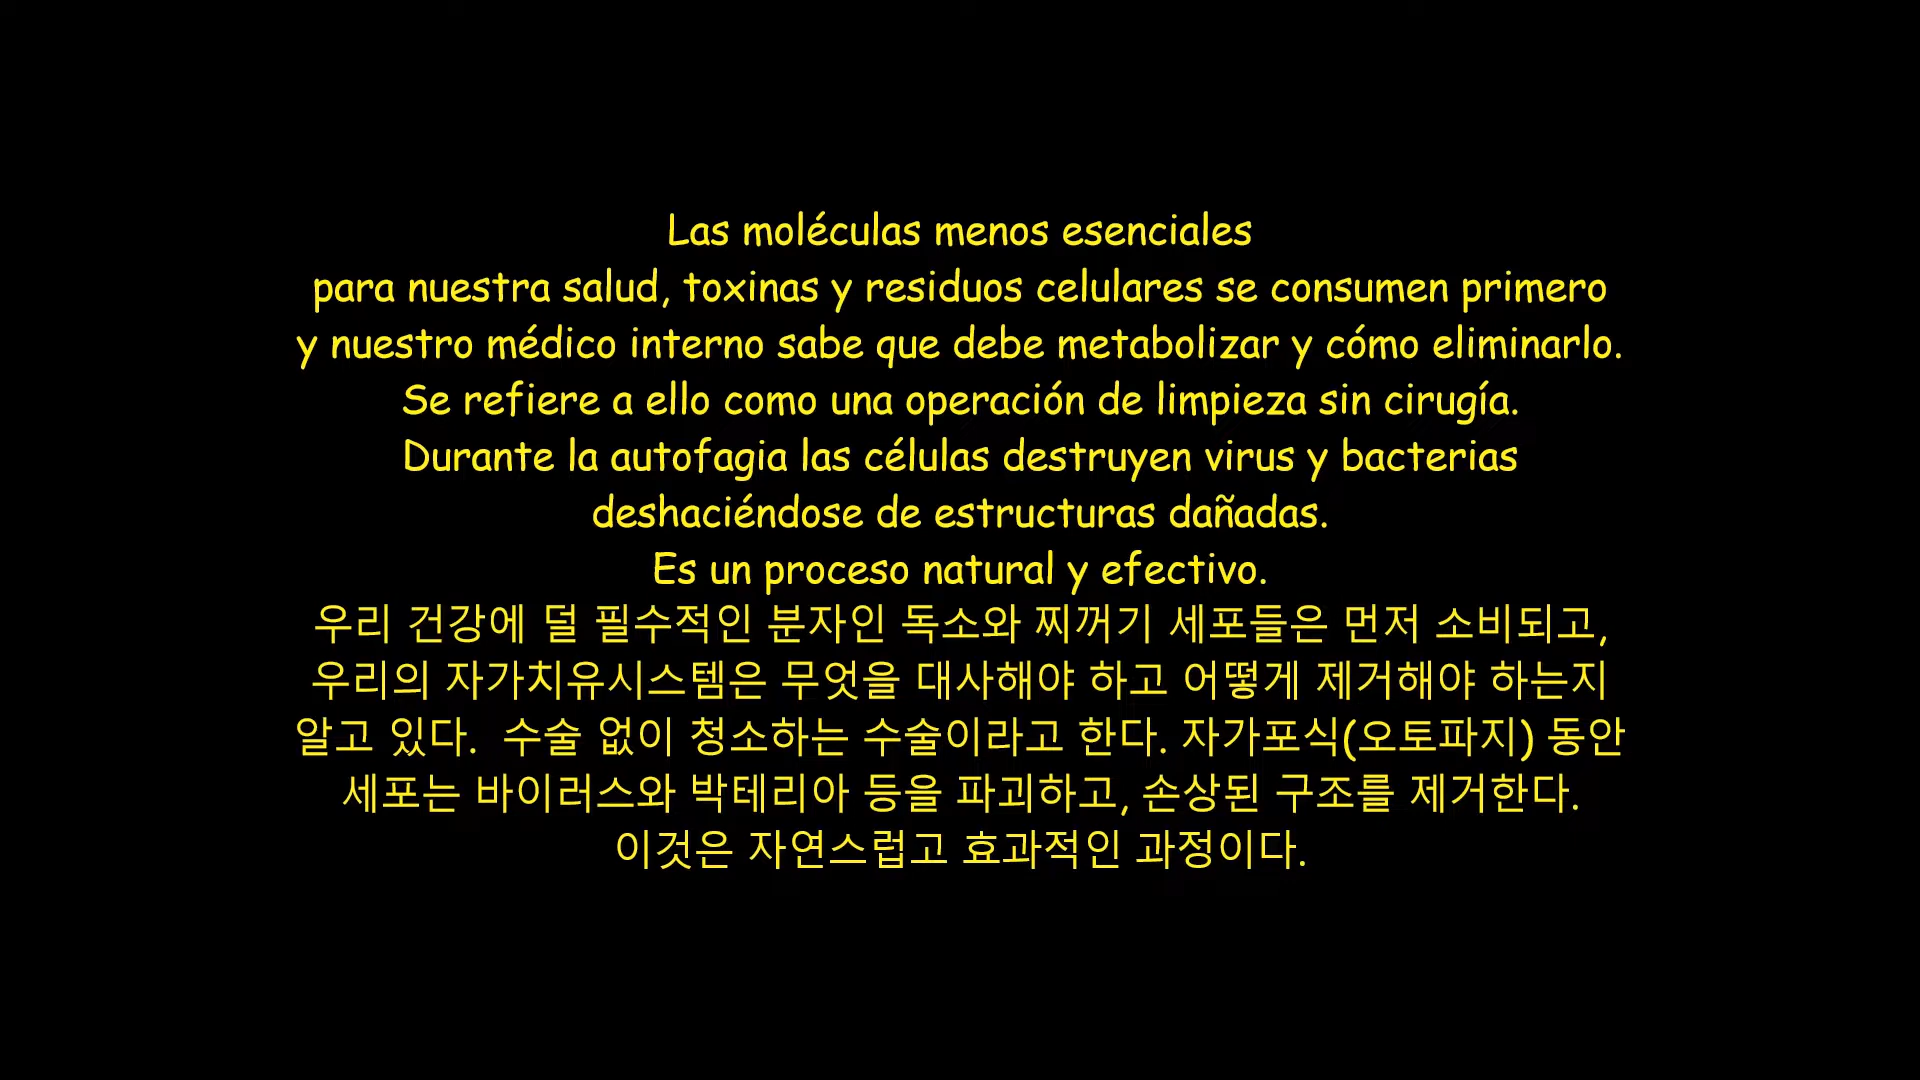 Las moléculas menos esenciales
para nuestra salud, toxinas y residuos celulares se consumen primero
y nuestro médico interno sabe que debe metabolizar y cómo eliminarlo.
Se refiere a ello como una operación de limpieza sin cirugía.
Durante la autofagia las células destruyen virus y bacterias
deshaciéndose de estructuras dañadas.
Es un proceso natural y efectivo.
우리 건강에 덜 필수적인 분자인 독소와 찌꺼기 세포들은 먼저 소비되고,
우리의 자가치유시스템은 무엇을 대사해야 하고 어떻게 제거해야 하는지
알고 있다.  수술 없이 청소하는 수술이라고 한다. 자가포식(오토파지) 동안
세포는 바이러스와 박테리아 등을 파괴하고, 손상된 구조를 제거한다.
이것은 자연스럽고 효과적인 과정이다.